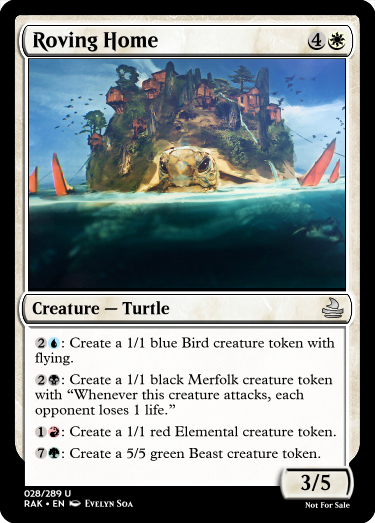 Roving Home 4
Creature — Turtle
2: Create a 1/1 blue Bird creature token with
flying.
2: Create a 1/1 black Merfolk creature token
with “Whenever this creature attacks, each
opponent loses 1 life.”
1: Create a 1/1 red Elemental creature token.
7: Create a 5/5 green Beast creature token.
3/5
028/289 U
RAK • EN Evelyn Soa
Not For Sale